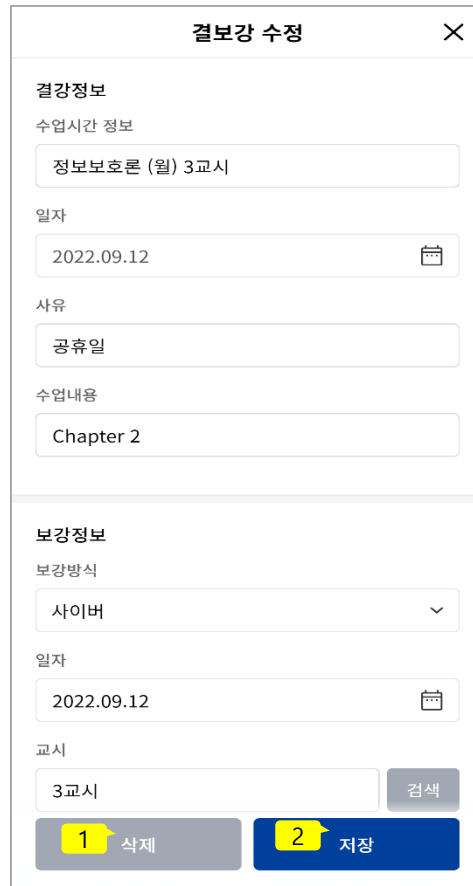 결보강 수정
결강정보
수업시간 정보
정보보호론 (월) 3교시
일자
2022.09.12
사유
공휴일
수업내용
Chapter 2
보강정보
보강방식
사이버
일자
2022.09.12
교시
3교시
검색
1 삭제
2 저장